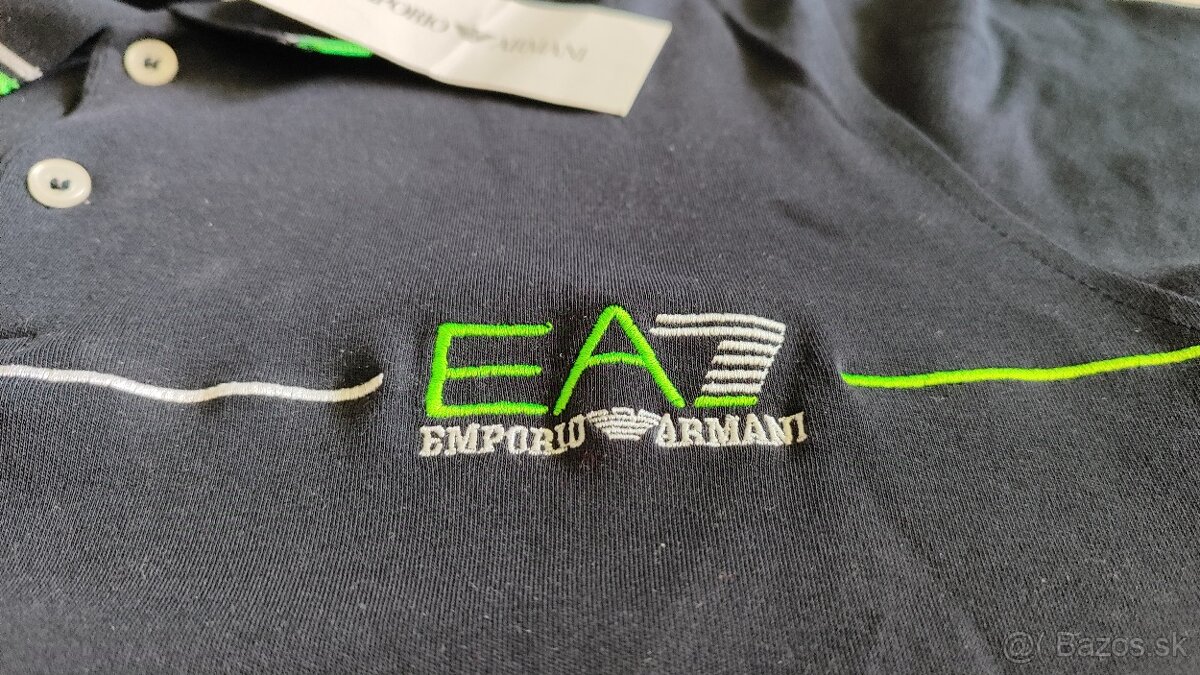 EMPORIO ARMANI
EA7
EMPORIO ARMANI
@( Bazos.sk